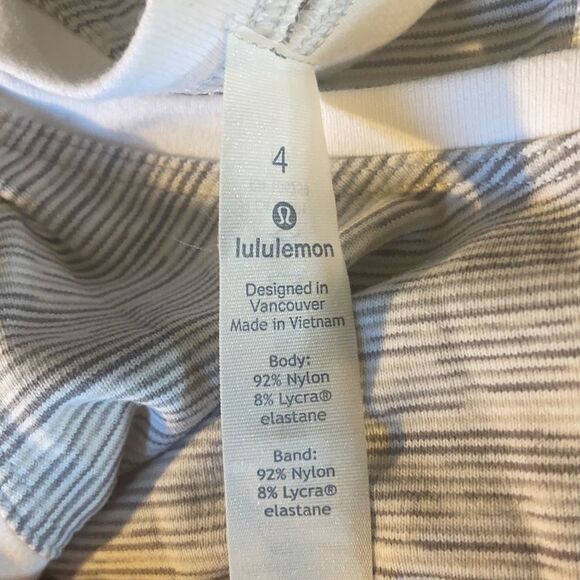 4
lululemon
Designed in
Vancouver
Made in Vietnam
Body:
92% Nylon
8% Lycra®
elastane
Band:
92% Nylon
8% Lycra®
elastane